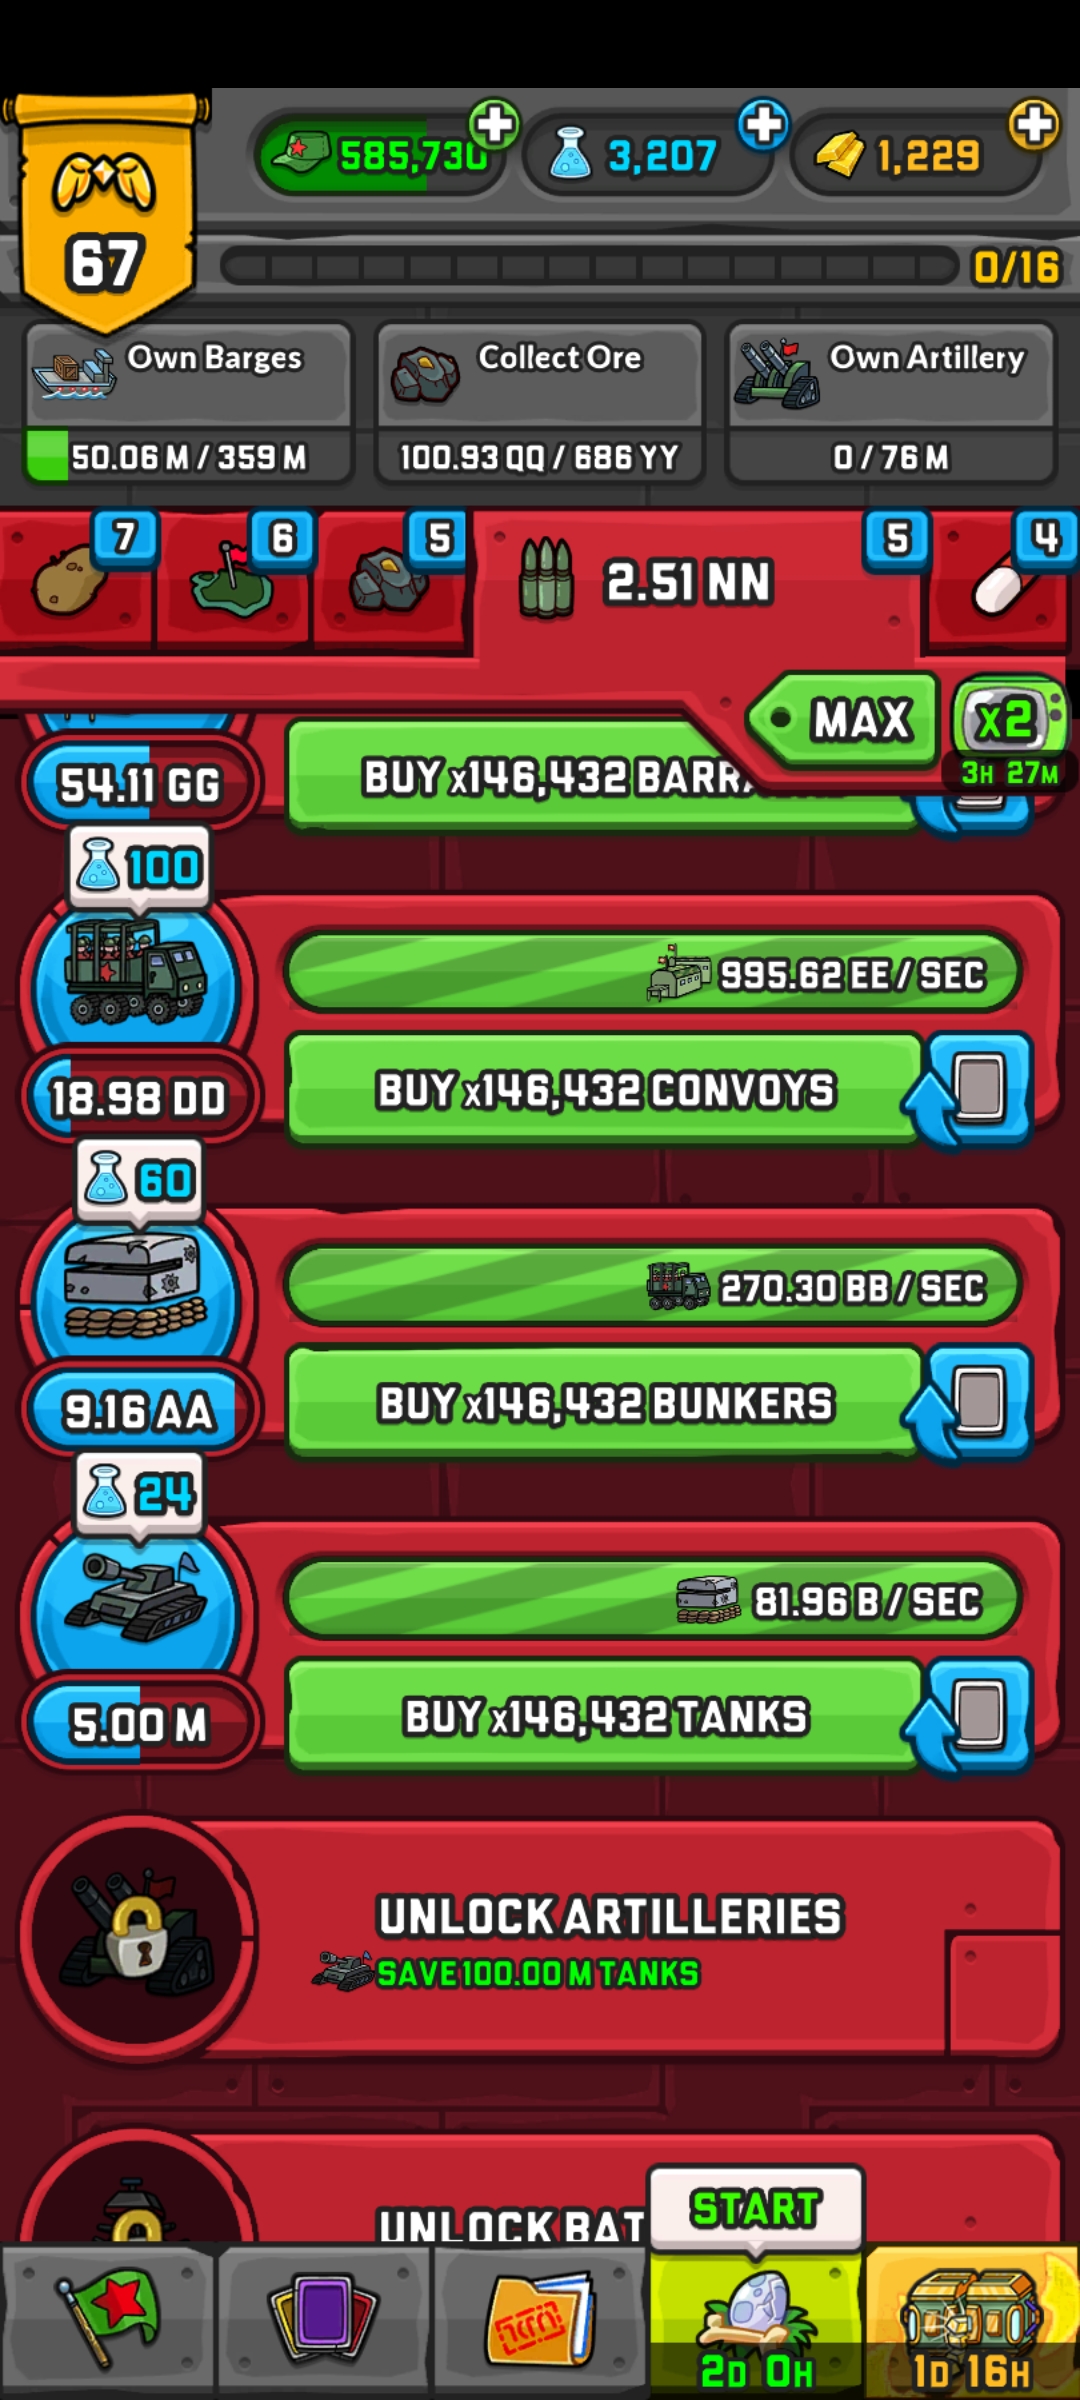 585,730
3,207
1,229
67
0/16
Own Barges
50.06 M / 359 M
Collect Ore
100.93 QQ / 686 YY
Own Artillery
0 / 76 M
7
6
5
2.51 NN
5
4
MAX
x2
3H 27M
54.11 GG
BUY x146,432
100
995.62 EE / SEC
18.98 DD
BUY x146,432 CONVOYS
60
270.30 BB / SEC
9.16 AA
BUY x146,432 BUNKERS
24
81.96 B / SEC
5.00 M
BUY x146,432 TANKS
UNLOCK ARTILLERIES
SAVE 100.00 M TANKS
UNLOCK BAT
START
2D 0H
1D 16H